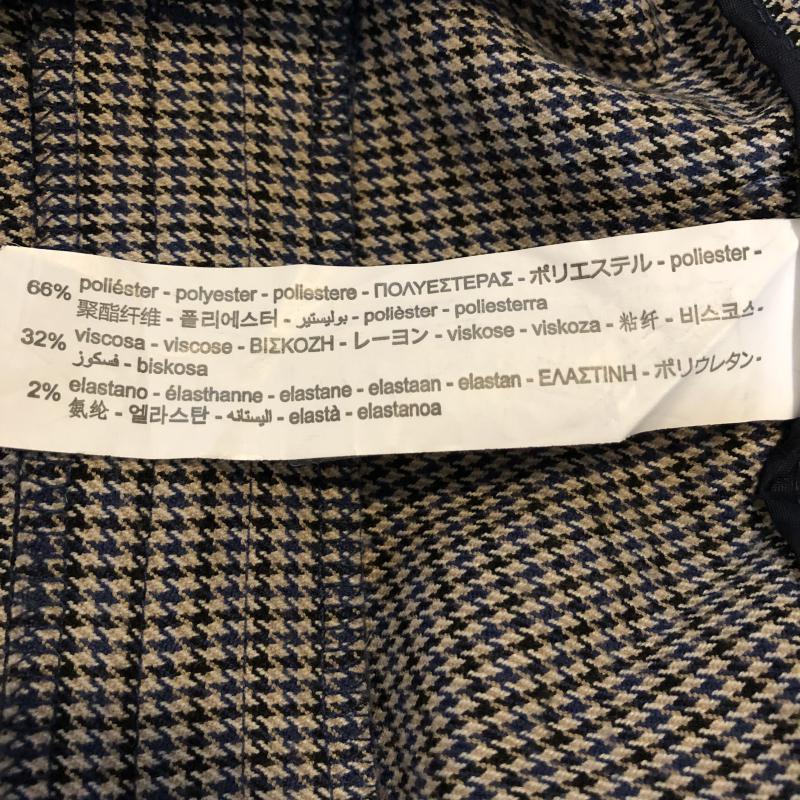 66% poliéster - polyester - poliestere - ΠΟΛΥΕΣΤΕΡΑΣ - ポリエステル - poliester -
聚酯纤维 - 폴리에스터 - بوليستير - polièster - poliesterra
32% viscosa - viscose - ΒΙΣΚΟΖΗ - レーヨン - viskose - viskoza - 粘纤 - 비스코스 -
فسكوز - biskosa
2% elastano - élasthanne - elastane - elastaan - elastan - ΕΛΑΣΤΙΝΗ - ポリウレタン -
氨纶 - 엘라스탄 - اليستانه - elastà - elastanoa